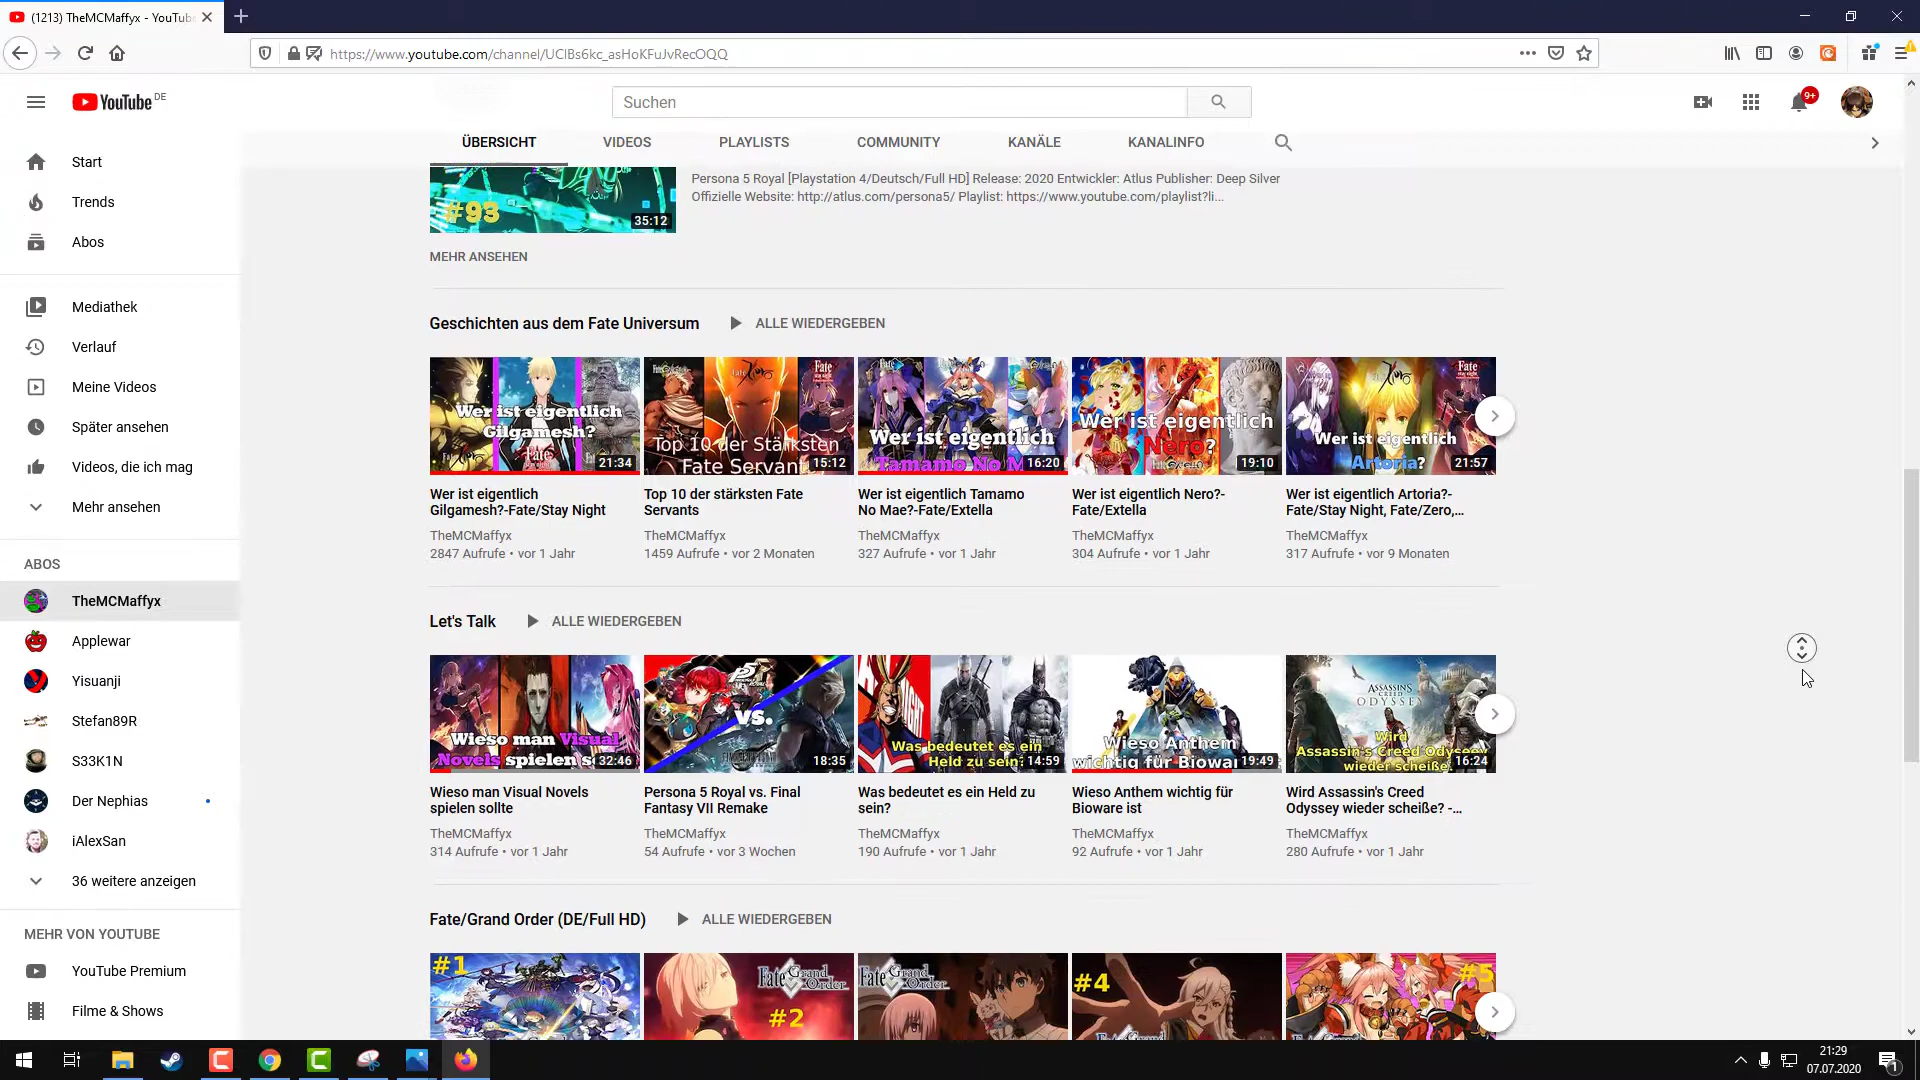 (1213) TheMCMaffyx - YouTub
https://www.youtube.com/channel/UClBs6kc_asHoKFuJvRecOQQ
YouTube DE
Suchen
9+
ÜBERSICHT VIDEOS PLAYLISTS COMMUNITY KANÄLE KANALINFO
Start
Trends
Abos
Mediathek
Verlauf
Meine Videos
Später ansehen
Videos, die ich mag
Mehr ansehen
ABOS
TheMCMaffyx
Applewar
Yisuanji
Stefan89R
S33K1N
Der Nephias
iAlexSan
36 weitere anzeigen
MEHR VON YOUTUBE
YouTube Premium
Filme & Shows
#93
35:12
Persona 5 Royal [Playstation 4/Deutsch/Full HD] Release: 2020 Entwickler: Atlus Publisher: Deep Silver
Offizielle Website: http://atlus.com/persona5/ Playlist: https://www.youtube.com/playlist?li...
MEHR ANSEHEN
Geschichten aus dem Fate Universum ALLE WIEDERGEBEN
Wer ist eigentlich
Gilgamesh?
21:34
Top 10 der Stärksten
Fate Servant
15:12
Wer ist eigentlich
Tamamo No M
16:20
Wer ist eigentlich
Nero?
19:10
Wer ist eigentlich
Artoria?
21:57
Wer ist eigentlich
Gilgamesh?-Fate/Stay Night
TheMCMaffyx
2847 Aufrufe • vor 1 Jahr
Top 10 der stärksten Fate
Servants
TheMCMaffyx
1459 Aufrufe • vor 2 Monaten
Wer ist eigentlich Tamamo
No Mae?-Fate/Extella
TheMCMaffyx
327 Aufrufe • vor 1 Jahr
Wer ist eigentlich Nero?-
Fate/Extella
TheMCMaffyx
304 Aufrufe • vor 1 Jahr
Wer ist eigentlich Artoria?-
Fate/Stay Night, Fate/Zero,...
TheMCMaffyx
317 Aufrufe • vor 9 Monaten
Let's Talk ALLE WIEDERGEBEN
Wieso man Visual
Novels spielen s
32:46
vs.
18:35
Was bedeutet es ein
Held zu sein?
14:59
Wieso Anthem
wichtig für Biowar
19:49
ASSASSIN'S
CREED
ODYSSEY
Wird
Assassin's Creed Odyssey
wieder scheiße?
16:24
Wieso man Visual Novels
spielen sollte
TheMCMaffyx
314 Aufrufe • vor 1 Jahr
Persona 5 Royal vs. Final
Fantasy VII Remake
TheMCMaffyx
54 Aufrufe • vor 3 Wochen
Was bedeutet es ein Held zu
sein?
TheMCMaffyx
190 Aufrufe • vor 1 Jahr
Wieso Anthem wichtig für
Bioware ist
TheMCMaffyx
92 Aufrufe • vor 1 Jahr
Wird Assassin's Creed
Odyssey wieder scheiße? -...
TheMCMaffyx
280 Aufrufe • vor 1 Jahr
Fate/Grand Order (DE/Full HD) ALLE WIEDERGEBEN
#1
Fate Grand Order
#2
Fate Grand Order
#4
#5
21:29
07.07.2020
1